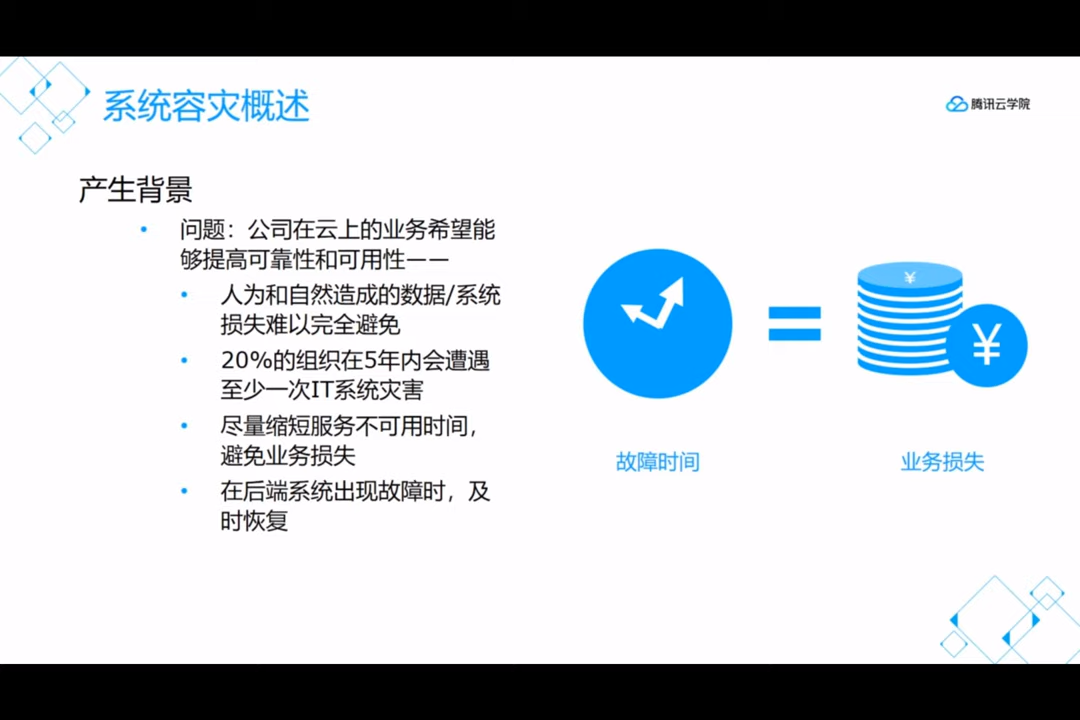 系统容灾概述
腾讯云学院
产生背景
• 问题：公司在云上的业务希望能
够提高可靠性和可用性——
• 人为和自然造成的数据/系统
损失难以完全避免
• 20%的组织在5年内会遭遇
至少一次IT系统灾害
• 尽量缩短服务不可用时间，
避免业务损失
• 在后端系统出现故障时，及
时恢复
¥
¥
故障时间
业务损失